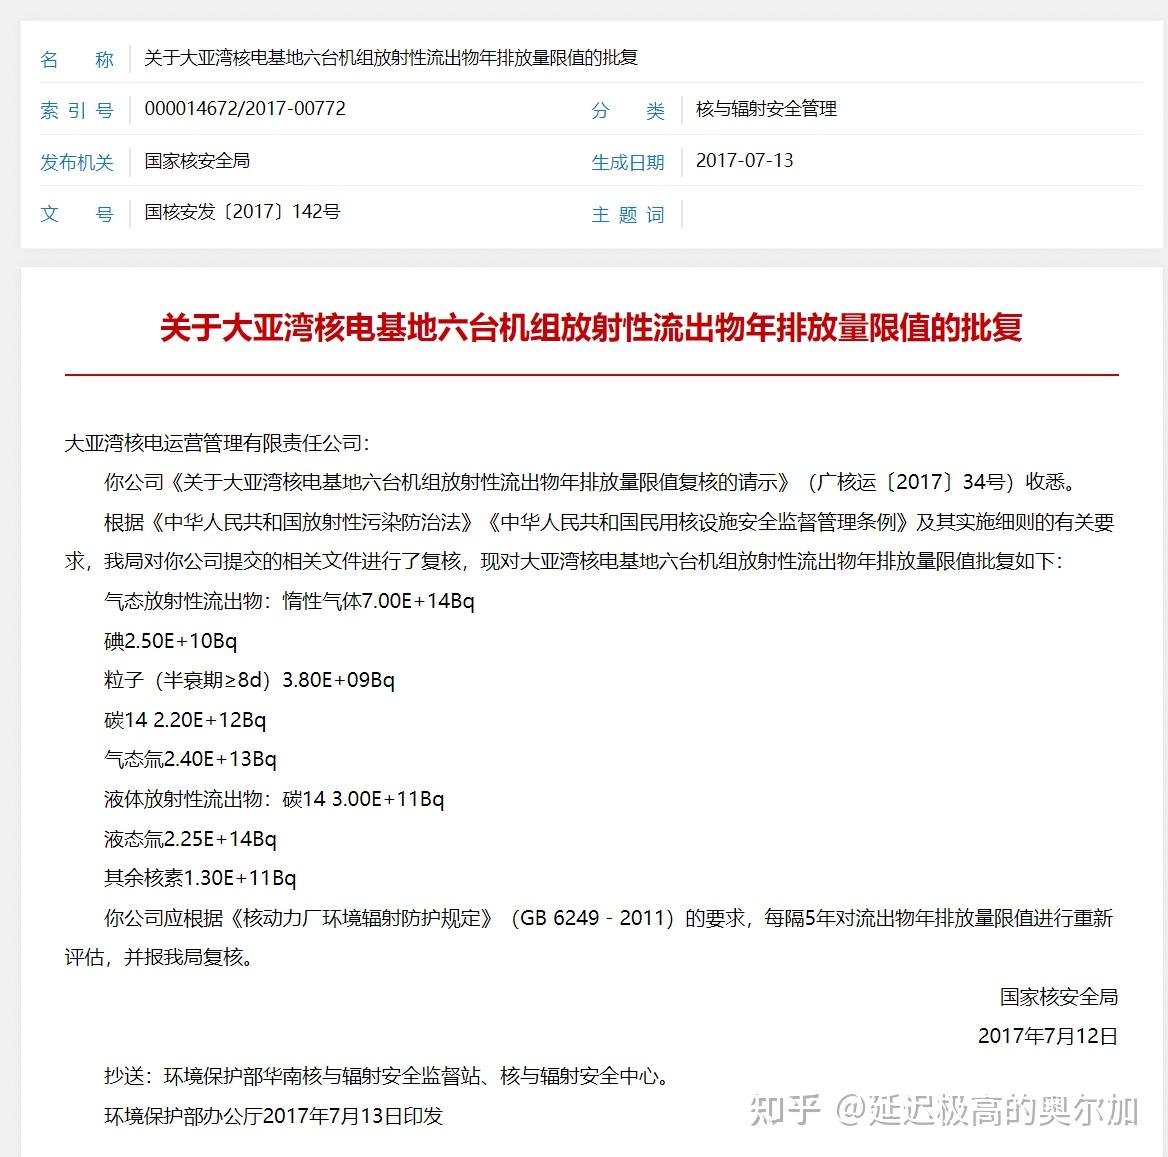 名 称 关于大亚湾核电基地六台机组放射性流出物年排放量限值的批复
索引号 000014672/2017-00772 分 类 核与辐射安全管理
发布机关 国家核安全局 生成日期 2017-07-13
文 号 国核安发〔2017〕142号 主题词
关于大亚湾核电基地六台机组放射性流出物年排放量限值的批复
大亚湾核电运营管理有限责任公司：
你公司《关于大亚湾核电基地六台机组放射性流出物年排放量限值复核的请示》（广核运〔2017〕34号）收悉。
根据《中华人民共和国放射性污染防治法》《中华人民共和国民用核设施安全监督管理条例》及其实施细则的有关要
求，我局对你公司提交的相关文件进行了复核，现对大亚湾核电基地六台机组放射性流出物年排放量限值批复如下：
气态放射性流出物：惰性气体7.00E+14Bq
碘2.50E+10Bq
粒子（半衰期≥8d）3.80E+09Bq
碳14 2.20E+12Bq
气态氚2.40E+13Bq
液体放射性流出物：碳14 3.00E+11Bq
液态氚2.25E+14Bq
其余核素1.30E+11Bq
你公司应根据《核动力厂环境辐射防护规定》（GB 6249－2011）的要求，每隔5年对流出物年排放量限值进行重新
评估，并报我局复核。
国家核安全局
2017年7月12日
抄送：环境保护部华南核与辐射安全监督站、核与辐射安全中心。
环境保护部办公厅2017年7月13日印发
知乎 @延迟极高的奥尔加